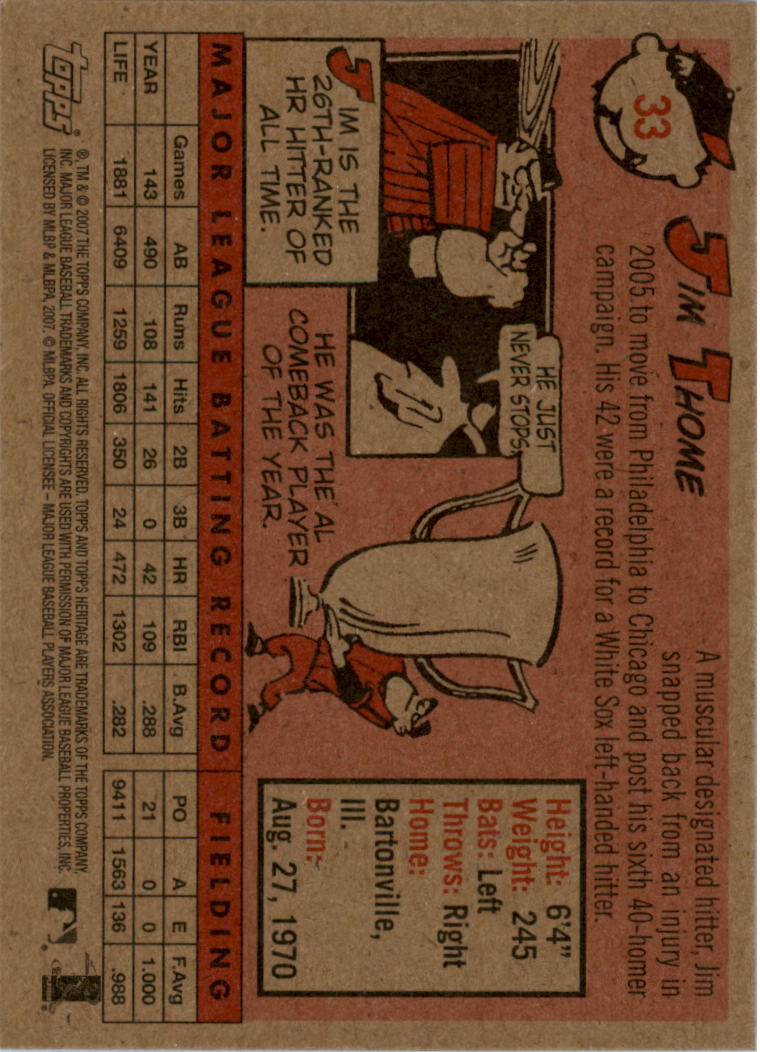 33
JIM THOME
A muscular designated hitter, Jim
snapped back from an injury in
2005 to move from Philadelphia to Chicago and post his sixth 40-homer
campaign. His 42 were a record for a White Sox left-handed hitter.
JIM IS THE
26TH-RANKED
HR HITTER OF
ALL TIME.
HE JUST
NEVER STOPS.
HE WAS THE AL
COMEBACK PLAYER
OF THE YEAR.
Height: 6'4"
Weight: 245
Bats: Left
Throws: Right
Home:
Bartonville,
Ill.
Born:
Aug. 27, 1970
MAJOR LEAGUE BATTING RECORD FIELDING
Games AB Runs Hits 2B 3B HR RBI B.Avg PO A E F.Avg
YEAR 143 490 108 141 26 0 42 109 .288 21 0 0 1.000
LIFE 1881 6409 1259 1806 350 24 472 1302 .282 9411 1563 136 .988
TOPPS®
®, TM & © 2007 THE TOPPS COMPANY, INC. ALL RIGHTS RESERVED. TOPPS AND TOPPS HERITAGE ARE TRADEMARKS OF THE TOPPS COMPANY,
INC. MAJOR LEAGUE BASEBALL TRADEMARKS AND COPYRIGHTS ARE USED WITH PERMISSION OF MAJOR LEAGUE BASEBALL PROPERTIES, INC.
LICENSED BY MLBP & MLBPA, 2007. © MLBPA. OFFICIAL LICENSEE – MAJOR LEAGUE BASEBALL PLAYERS ASSOCIATION.